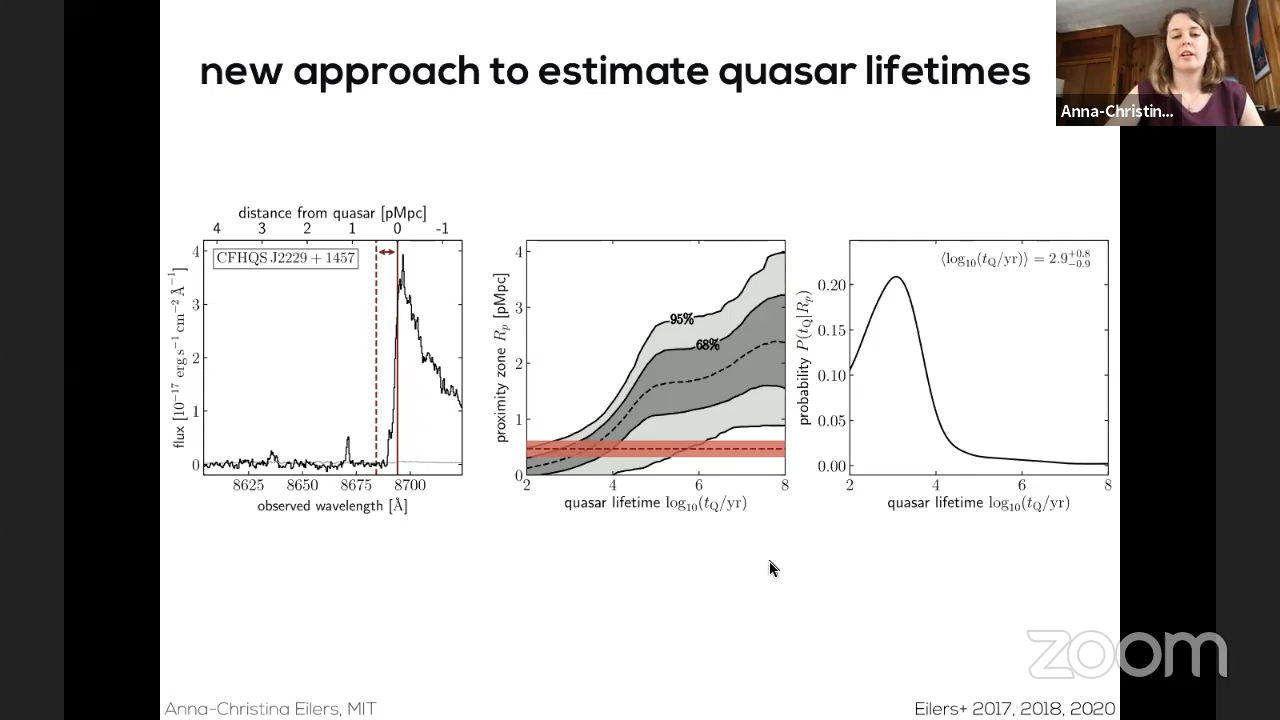 new approach to estimate quasar lifetimes
Anna-Christin...
distance from quasar [pMpc]
4 3 2 1 0 -1
CFHQS J2229 + 1457
flux [10⁻¹⁷ erg s⁻¹ cm⁻² Å⁻¹]
4
3
2
1
0
8625 8650 8675 8700
observed wavelength [Å]
proximity zone Rₚ [pMpc]
4
3
2
1
0
95%
68%
2 4 6 8
quasar lifetime log₁₀(t_Q/yr)
⟨log₁₀(t_Q/yr)⟩ = 2.9^{+0.8}_{−0.9}
probability P(t_Q|Rₚ)
0.20
0.15
0.10
0.05
0.00
2 4 6 8
quasar lifetime log₁₀(t_Q/yr)
zoom
Anna-Christina Eilers, MIT
Eilers+ 2017, 2018, 2020